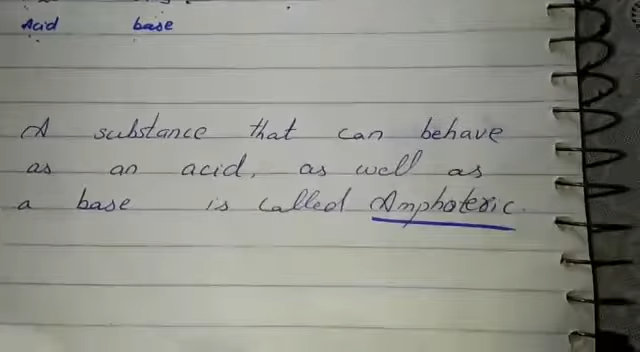 Acid base
A substance that can behave
as an acid, as well as
a base is called Amphoteric.